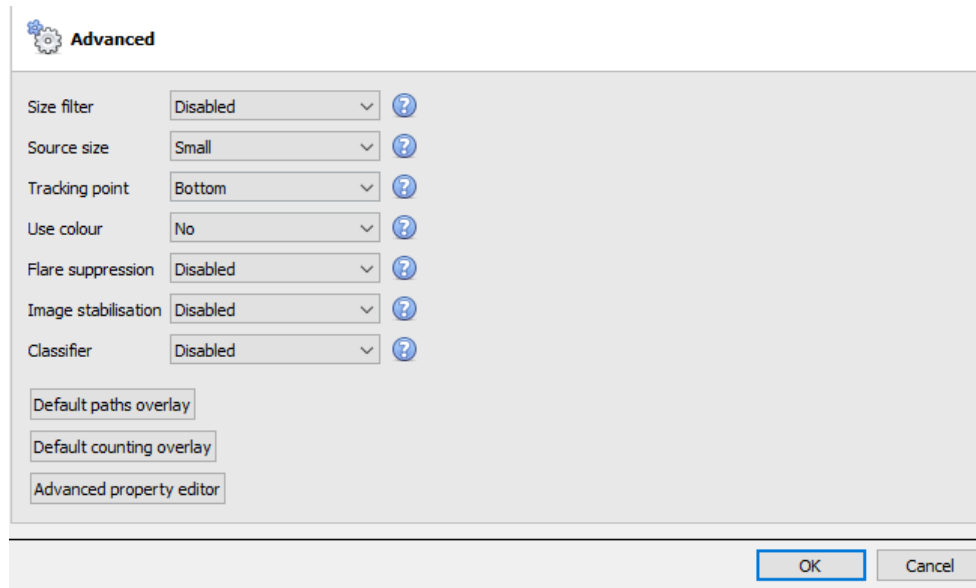 Advanced
Size filter Disabled
Source size Small
Tracking point Bottom
Use colour No
Flare suppression Disabled
Image stabilisation Disabled
Classifier Disabled
Default paths overlay
Default counting overlay
Advanced property editor
OK Cancel